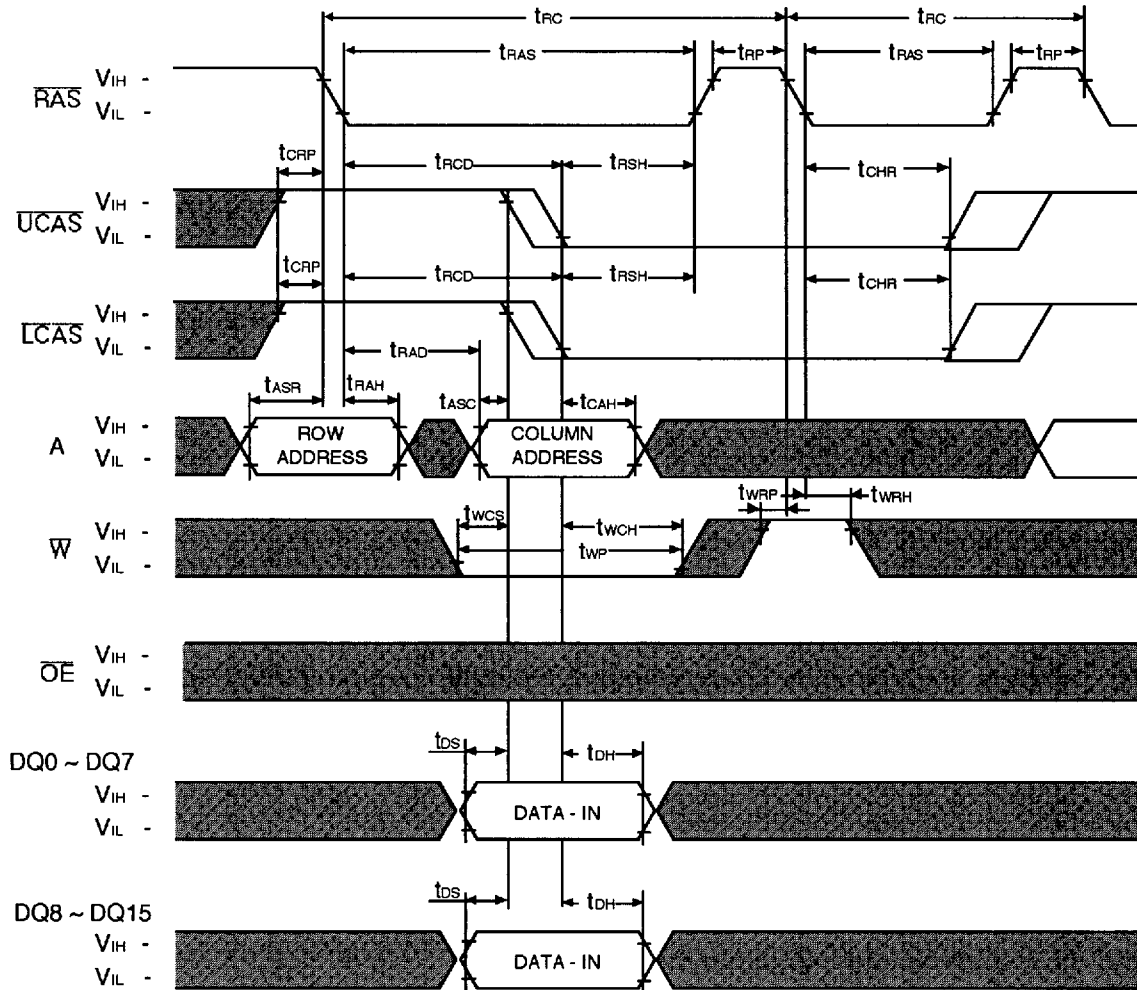 tRC tRC
tRAS tRP tRAS tRP
RAS VIH -
VIL -
tCRP tRCD tRSH tCHR
UCAS VIH -
VIL -
tCRP tRCD tRSH tCHR
LCAS VIH -
VIL -
tRAD
tASR tRAH tASC tCAH
A VIH -
VIL -
ROW
ADDRESS
COLUMN
ADDRESS
tWRP tWRH
tWCS tWCH
tWP
W VIH -
VIL -
OE VIH -
VIL -
tDS tDH
DQ0 ~ DQ7
VIH -
VIL -
DATA - IN
tDS tDH
DQ8 ~ DQ15
VIH -
VIL -
DATA - IN